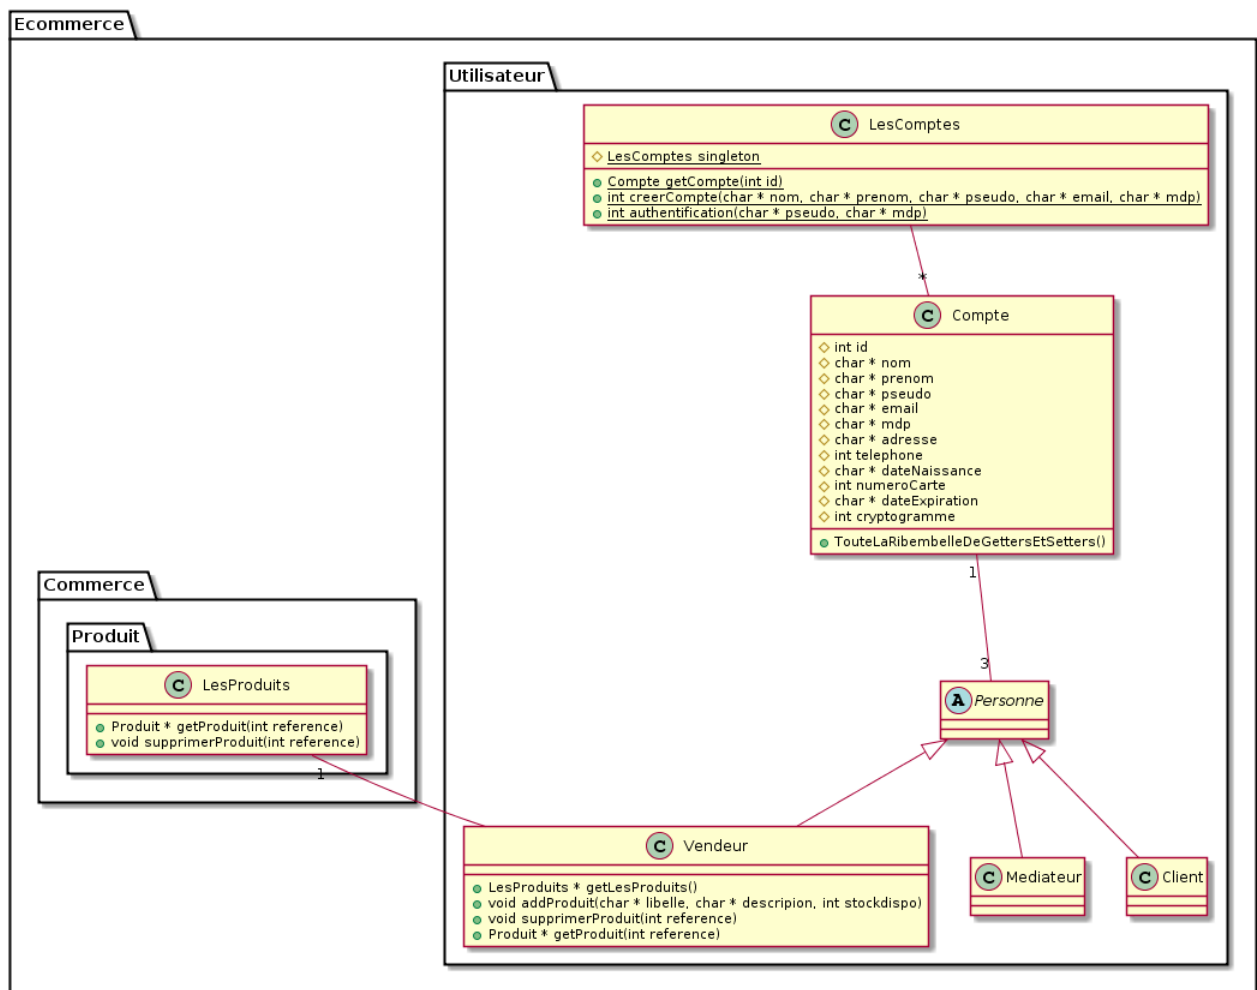 Ecommerce
Utilisateur
C LesComptes
LesComptes singleton
Compte getCompte(int id)
int creerCompte(char * nom, char * prenom, char * pseudo, char * email, char * mdp)
int authentification(char * pseudo, char * mdp)
*
C Compte
int id
char * nom
char * prenom
char * pseudo
char * email
char * mdp
char * adresse
int telephone
char * dateNaissance
int numeroCarte
char * dateExpiration
int cryptogramme
TouteLaRibembelleDeGettersEtSetters()
1
3
Commerce
Produit
C LesProduits
Produit * getProduit(int reference)
void supprimerProduit(int reference)
1
A Personne
C Vendeur
LesProduits * getLesProduits()
void addProduit(char * libelle, char * descripion, int stockdispo)
void supprimerProduit(int reference)
Produit * getProduit(int reference)
C Mediateur
C Client